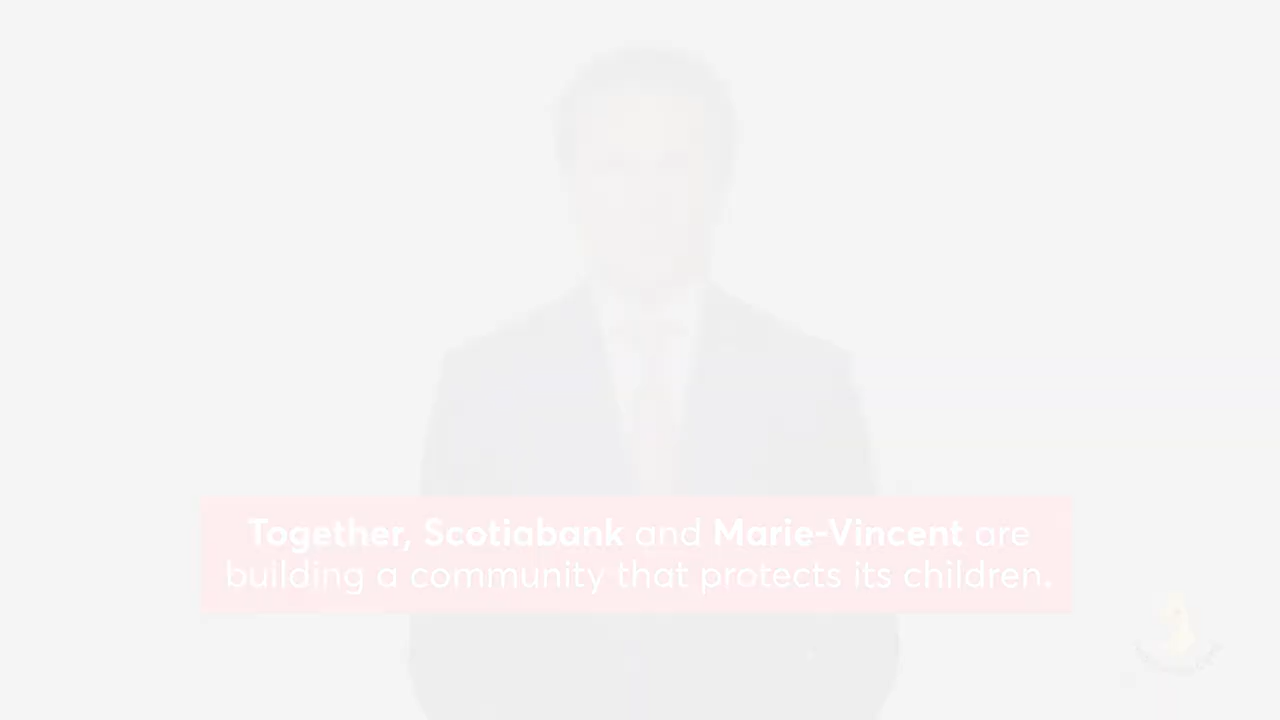 Together, Scotiabank and Marie-Vincent are
building a community that protects its children.